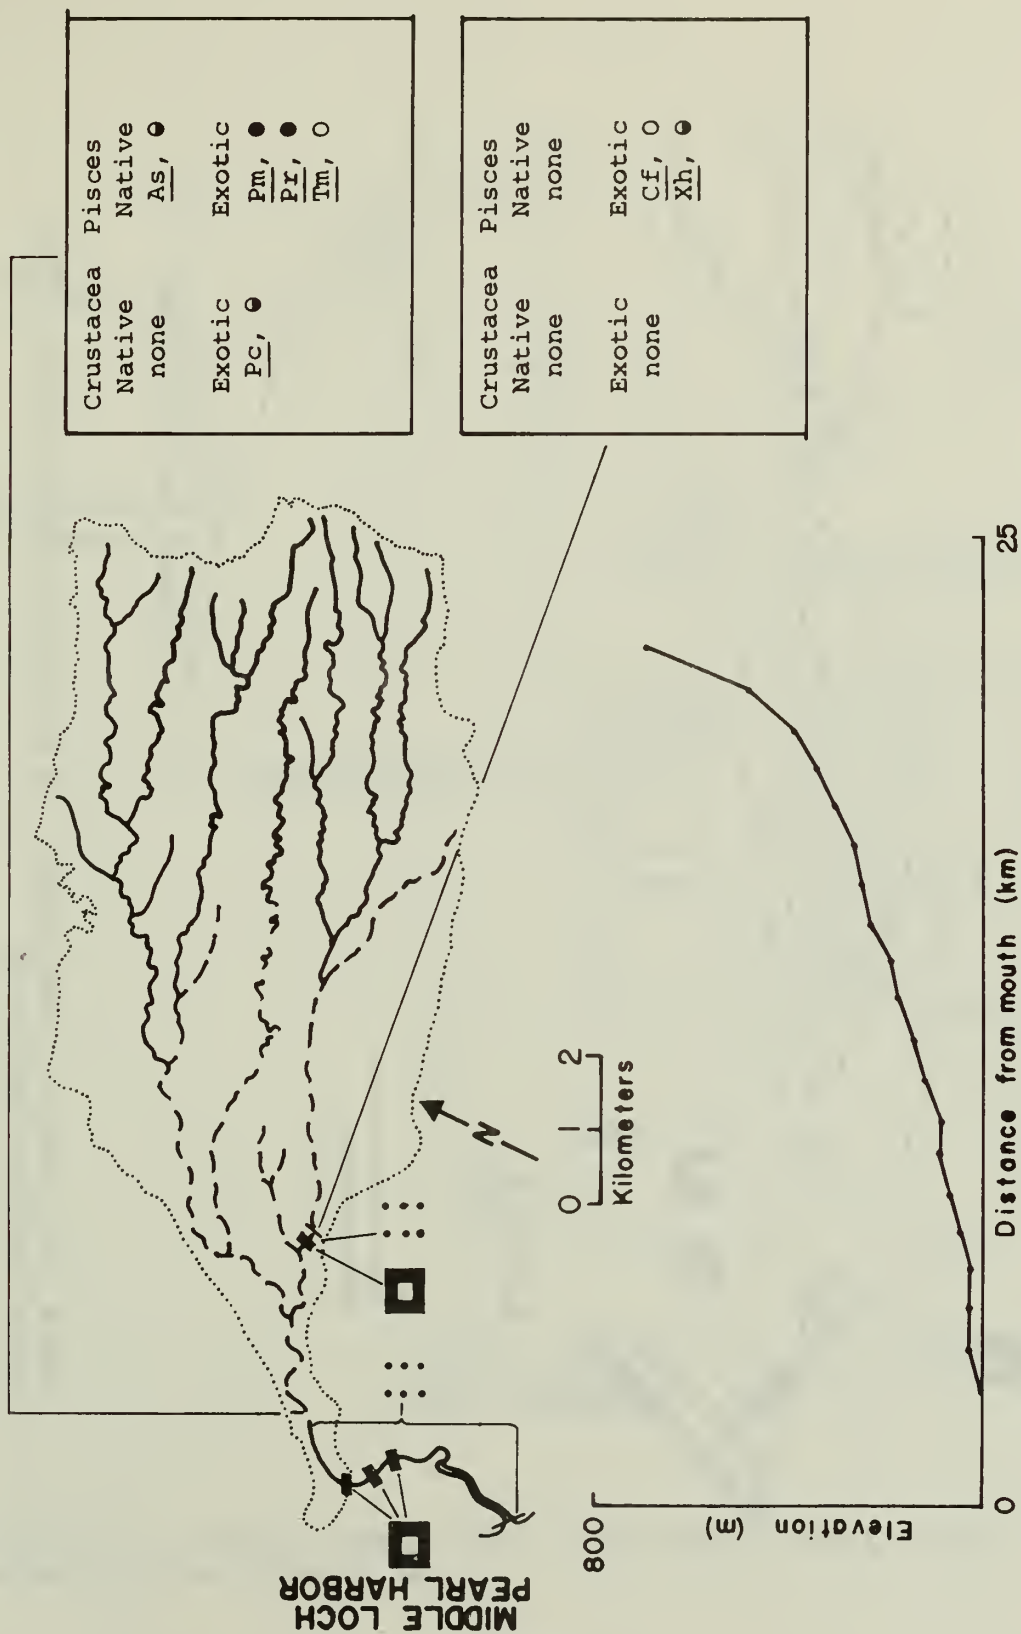 Crustacea Pisces
Native Native
none As, ◒
Exotic Exotic
Pc, ◒ Pm, ●
Pr, ●
Tm, ○
Crustacea Pisces
Native Native
none none
Exotic Exotic
none Cf, ○
Xh, ◒
MIDDLE LOCH
PEARL HARBOR
N
0 1 2
Kilometers
800
Elevation (m)
0 25
Distance from mouth (km)